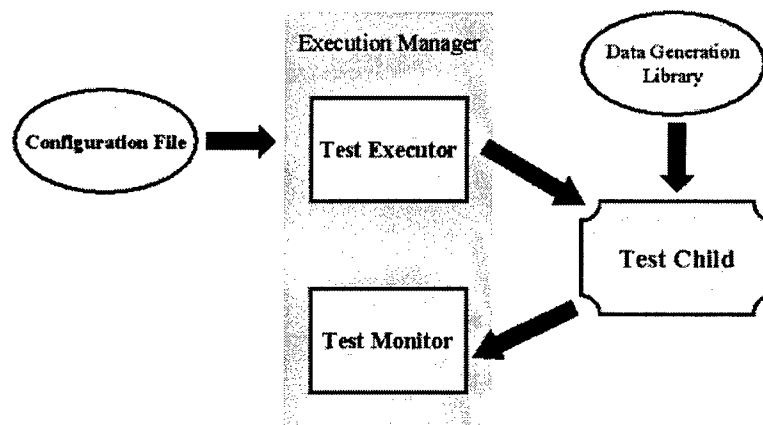 Execution Manager
Data Generation
Library
Configuration File
Test Executor
Test Child
Test Monitor